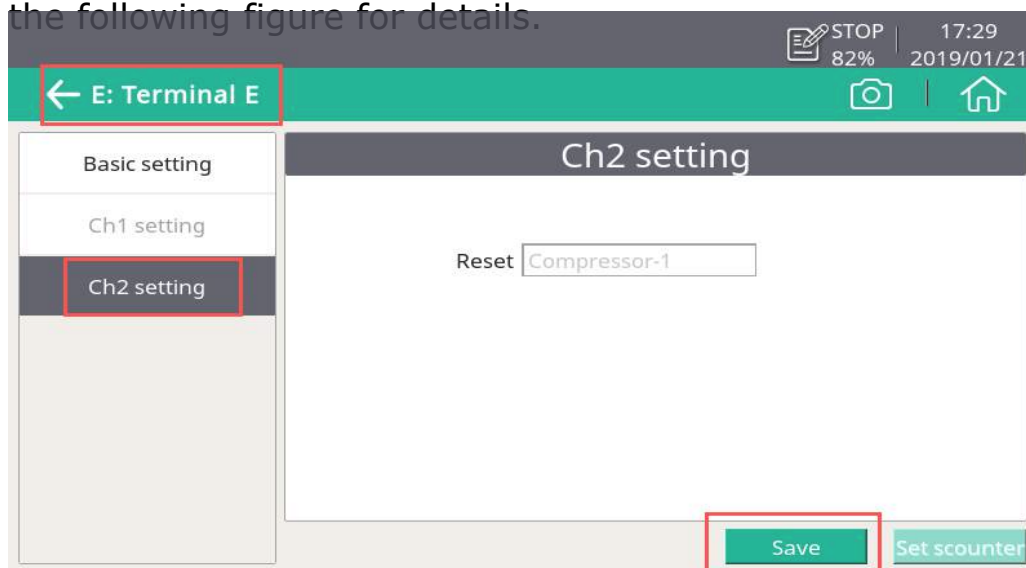 the following figure for details.
STOP
82%
17:29
2019/01/21
E: Terminal E
Basic setting
Ch1 setting
Ch2 setting
Ch2 setting
Reset Compressor-1
Save
Set scounter